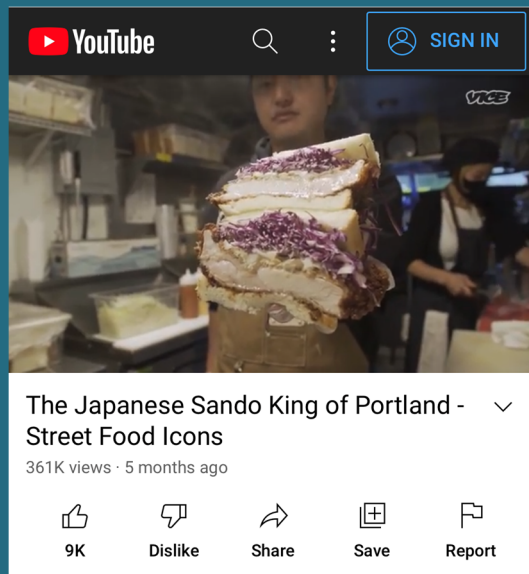 YouTube
SIGN IN
VICE
The Japanese Sando King of Portland -
Street Food Icons
361K views · 5 months ago
9K
Dislike
Share
Save
Report